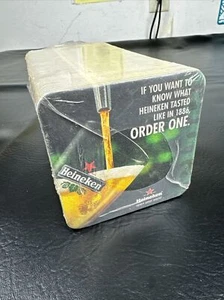 IF YOU WANT TO
KNOW WHAT
HEINEKEN TASTED
LIKE IN 1886,
ORDER ONE.
Heineken
Heineken